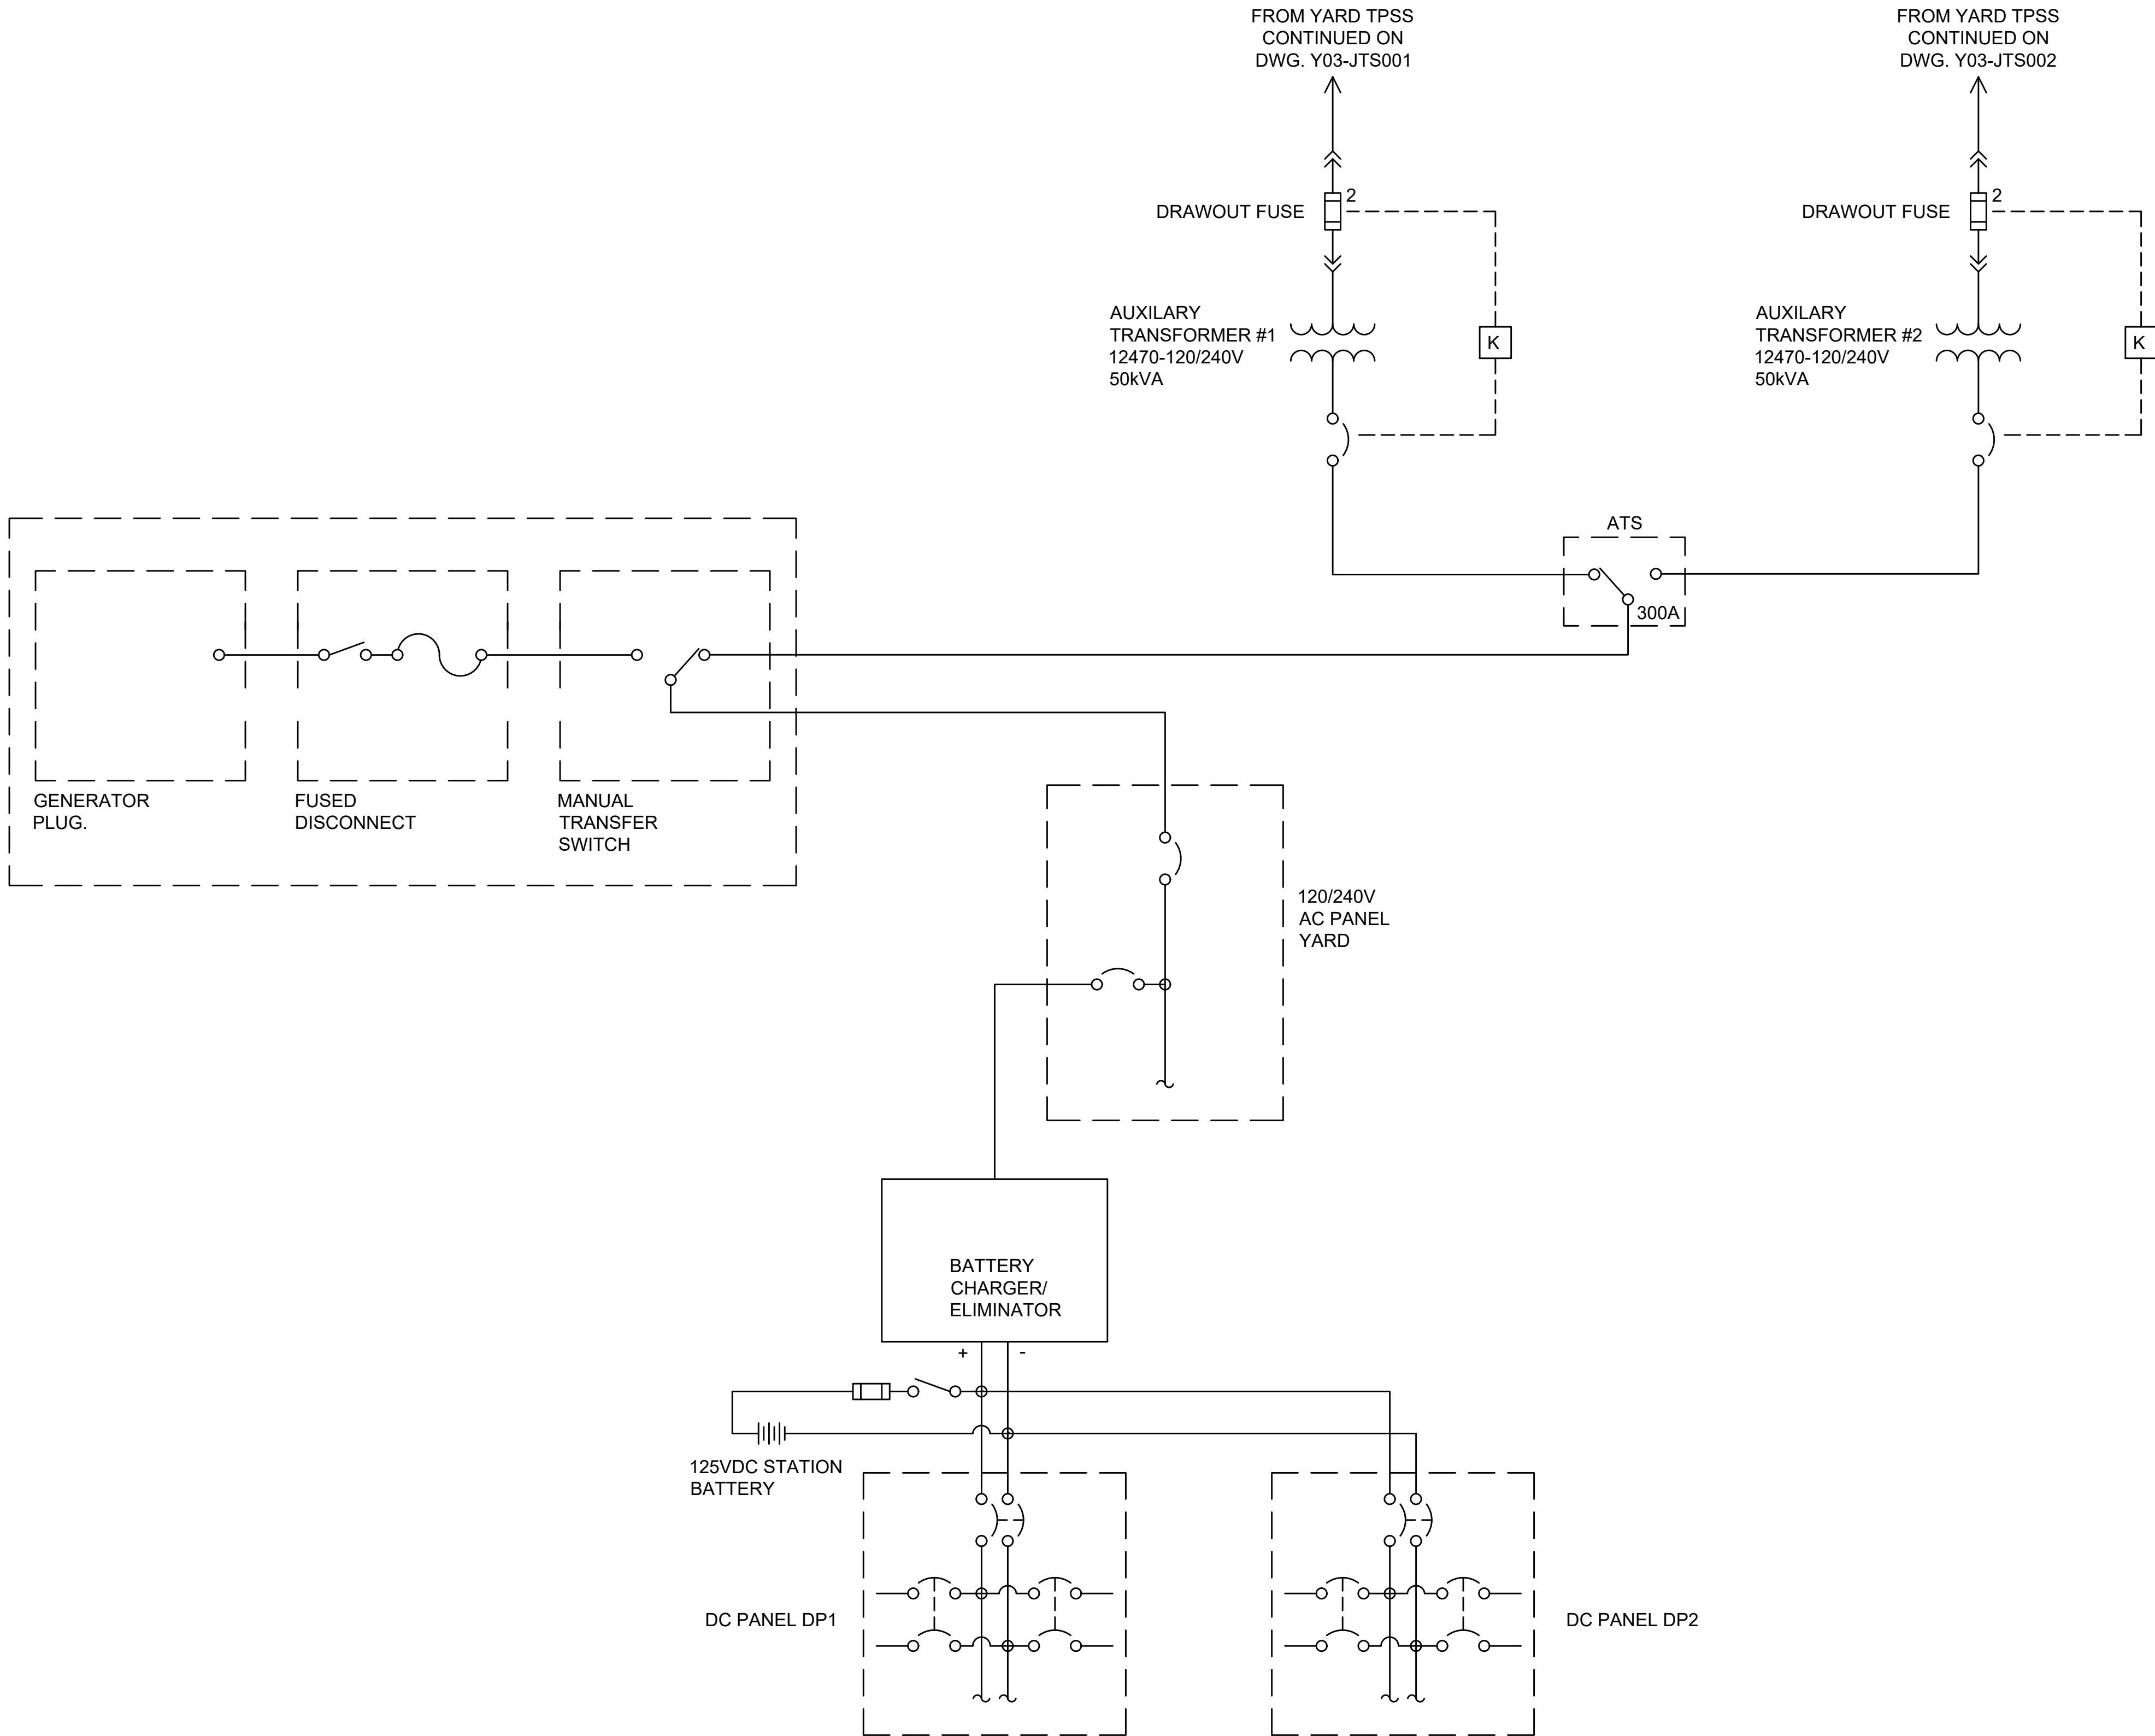 FROM YARD TPSS
CONTINUED ON
DWG. Y03-JTS001
FROM YARD TPSS
CONTINUED ON
DWG. Y03-JTS002
DRAWOUT FUSE
2
DRAWOUT FUSE
2
AUXILARY
TRANSFORMER #1
12470-120/240V
50kVA
K
AUXILARY
TRANSFORMER #2
12470-120/240V
50kVA
K
ATS
300A
GENERATOR
PLUG.
FUSED
DISCONNECT
MANUAL
TRANSFER
SWITCH
120/240V
AC PANEL
YARD
BATTERY
CHARGER/
ELIMINATOR
+
-
125VDC STATION
BATTERY
DC PANEL DP1
DC PANEL DP2